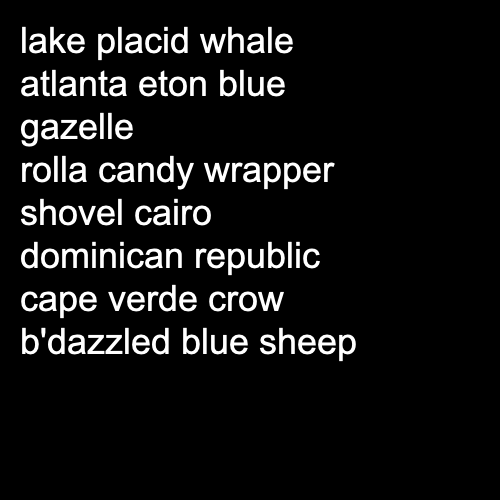 lake placid whale
atlanta eton blue
gazelle
rolla candy wrapper
shovel cairo
dominican republic
cape verde crow
b'dazzled blue sheep